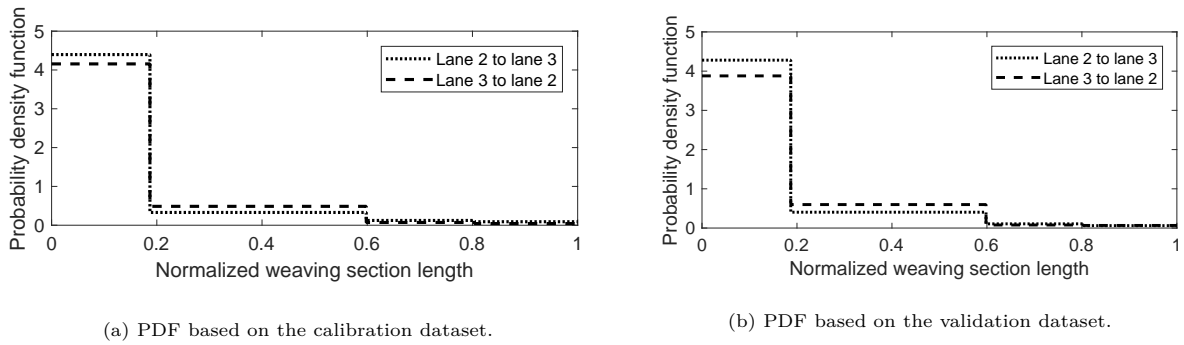 Probability density function
5
4
3
2
1
0
0
0.2
0.4
0.6
0.8
1
Normalized weaving section length
Lane 2 to lane 3
Lane 3 to lane 2
(a) PDF based on the calibration dataset.
Probability density function
5
4
3
2
1
0
0
0.2
0.4
0.6
0.8
1
Normalized weaving section length
Lane 2 to lane 3
Lane 3 to lane 2
(b) PDF based on the validation dataset.